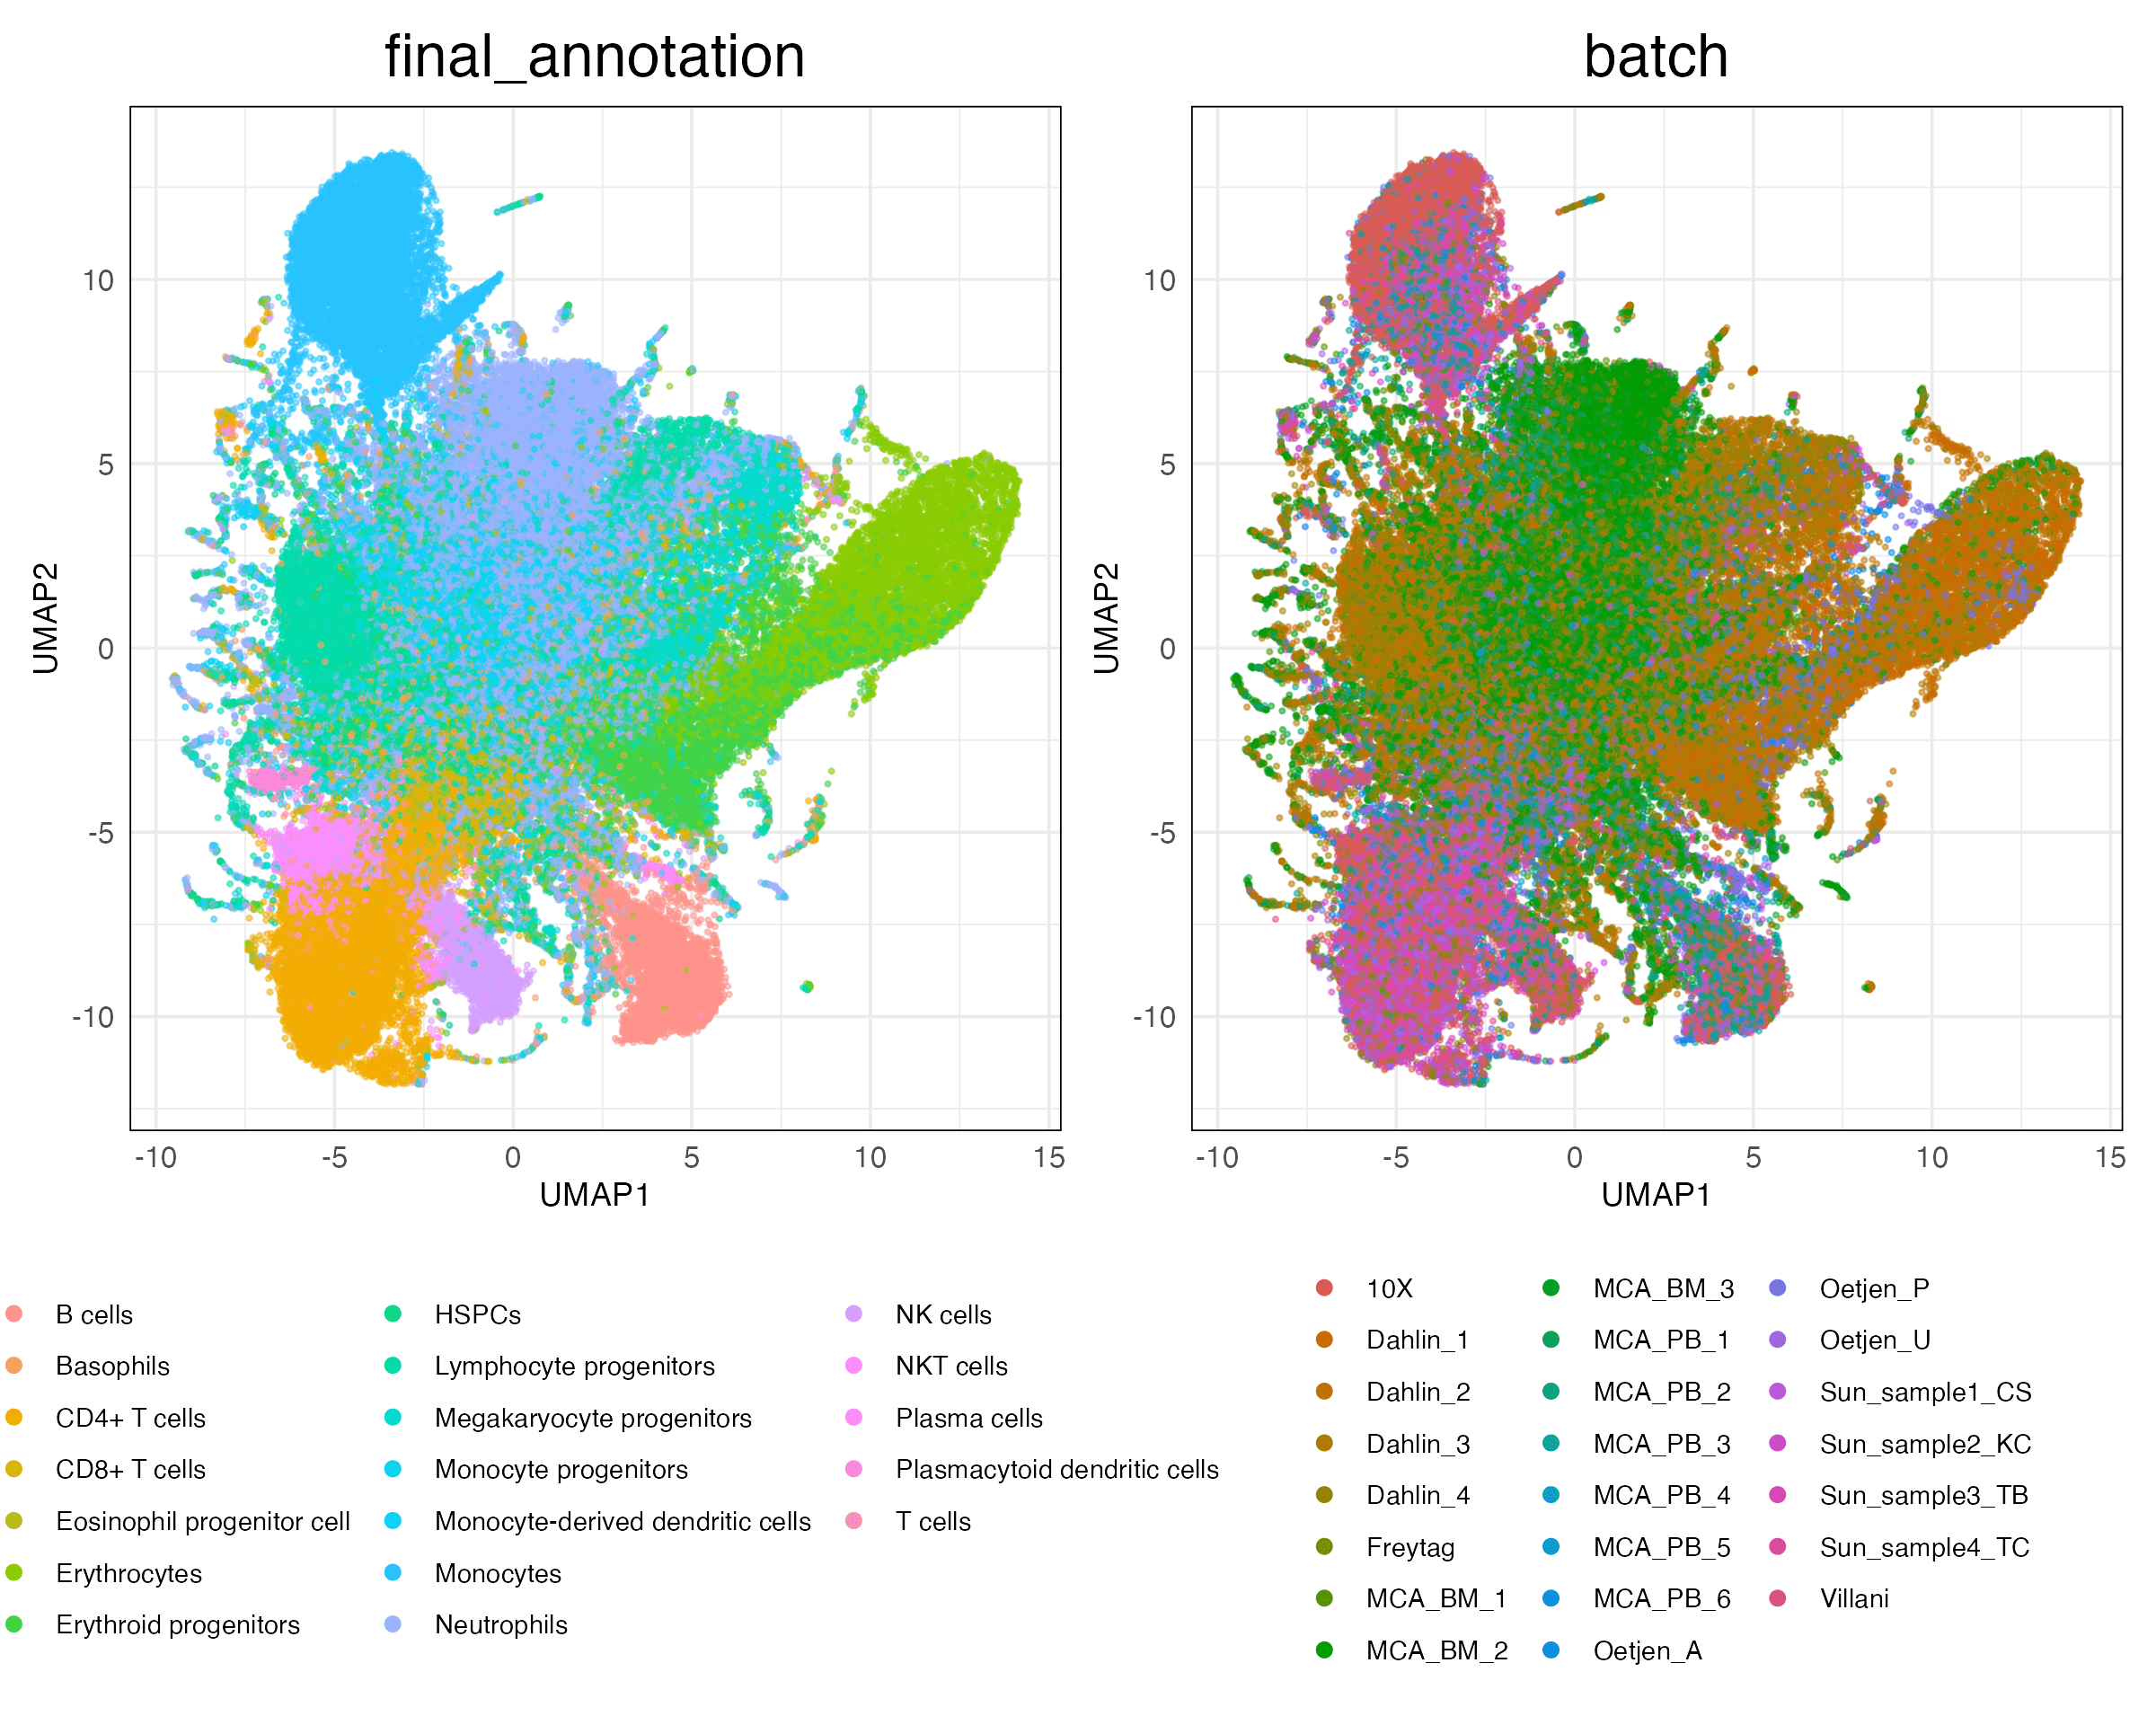 final_annotation
batch
10
5
0
-5
-10
UMAP2
-10 -5 0 5 10 15
UMAP1
10
5
0
-5
-10
UMAP2
-10 -5 0 5 10 15
UMAP1
B cells
Basophils
CD4+ T cells
CD8+ T cells
Eosinophil progenitor cell
Erythrocytes
Erythroid progenitors
HSPCs
Lymphocyte progenitors
Megakaryocyte progenitors
Monocyte progenitors
Monocyte-derived dendritic cells
Monocytes
Neutrophils
NK cells
NKT cells
Plasma cells
Plasmacytoid dendritic cells
T cells
10X
Dahlin_1
Dahlin_2
Dahlin_3
Dahlin_4
Freytag
MCA_BM_1
MCA_BM_2
MCA_BM_3
MCA_PB_1
MCA_PB_2
MCA_PB_3
MCA_PB_4
MCA_PB_5
MCA_PB_6
Oetjen_A
Oetjen_P
Oetjen_U
Sun_sample1_CS
Sun_sample2_KC
Sun_sample3_TB
Sun_sample4_TC
Villani